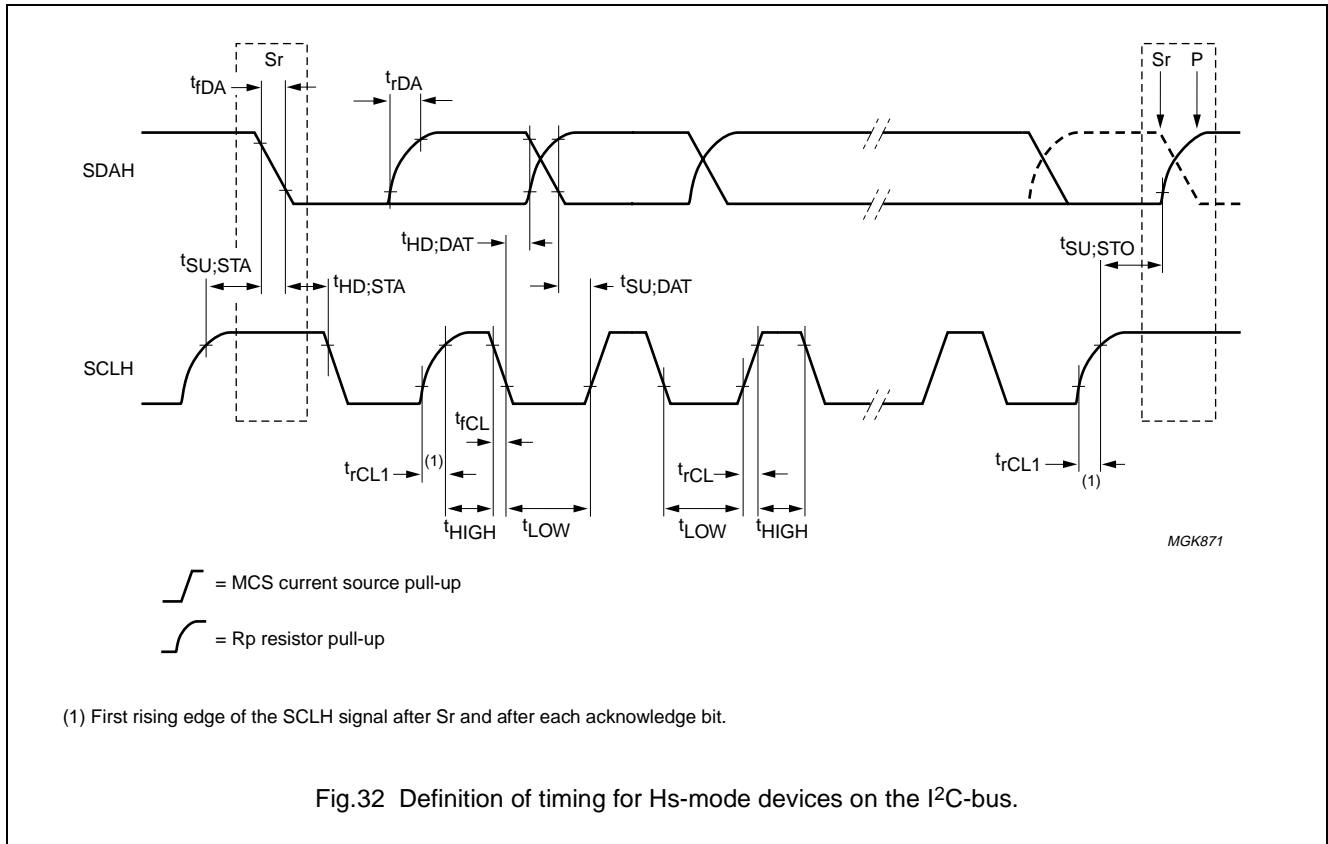 Sr
Sr P
tfDA
trDA
SDAH
tHD;DAT
tSU;STO
tSU;STA
tHD;STA
tSU;DAT
SCLH
tfCL
trCL1 (1)
trCL
trCL1 (1)
tHIGH
tLOW
tLOW
tHIGH
MGK871
= MCS current source pull-up
= Rp resistor pull-up
(1) First rising edge of the SCLH signal after Sr and after each acknowledge bit.
Fig.32 Definition of timing for Hs-mode devices on the I2C-bus.